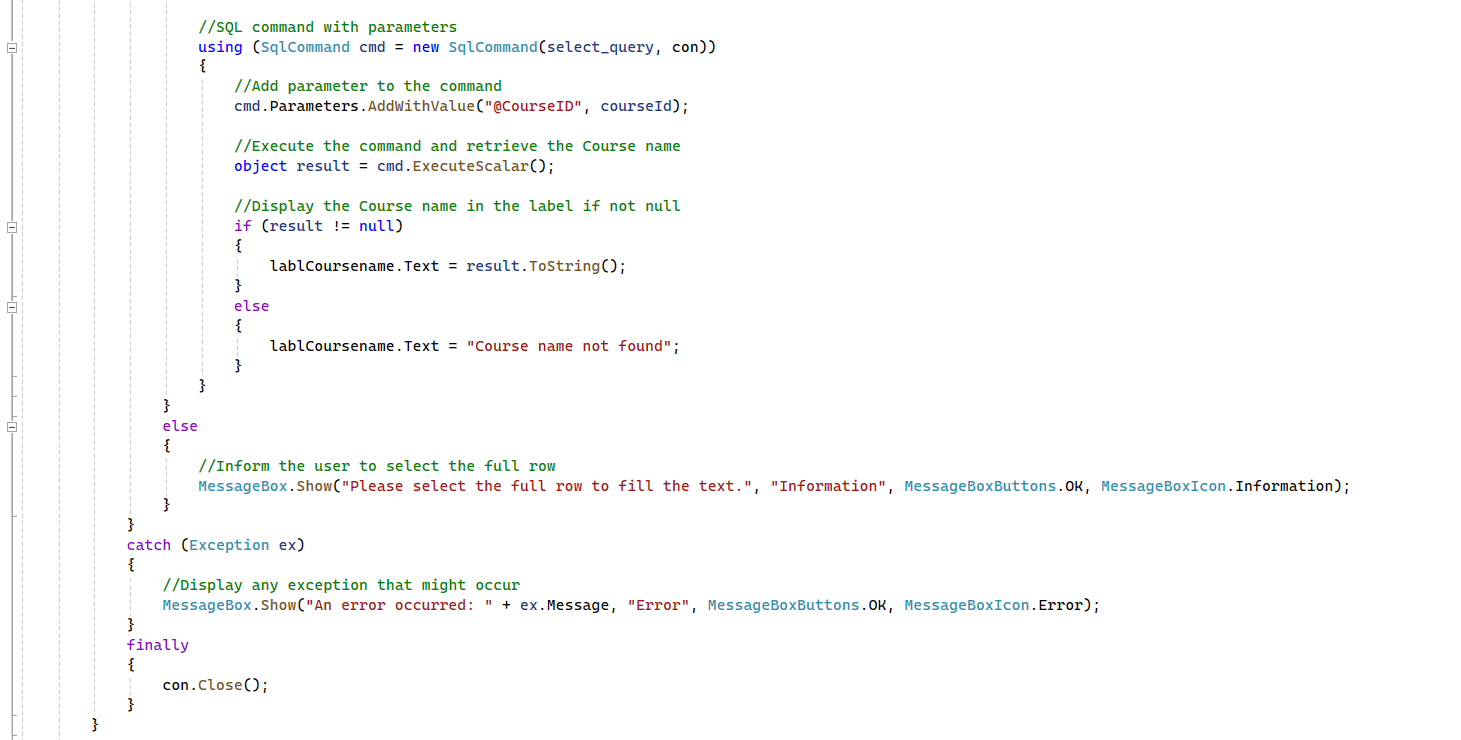 //SQL command with parameters
using (SqlCommand cmd = new SqlCommand(select_query, con))
{
//Add parameter to the command
cmd.Parameters.AddWithValue("@CourseID", courseId);
//Execute the command and retrieve the Course name
object result = cmd.ExecuteScalar();
//Display the Course name in the label if not null
if (result != null)
{
lablCoursename.Text = result.ToString();
}
else
{
lablCoursename.Text = "Course name not found";
}
}
}
else
{
//Inform the user to select the full row
MessageBox.Show("Please select the full row to fill the text.", "Information", MessageBoxButtons.OK, MessageBoxIcon.Information);
}
}
catch (Exception ex)
{
//Display any exception that might occur
MessageBox.Show("An error occurred: " + ex.Message, "Error", MessageBoxButtons.OK, MessageBoxIcon.Error);
}
finally
{
con.Close();
}
}